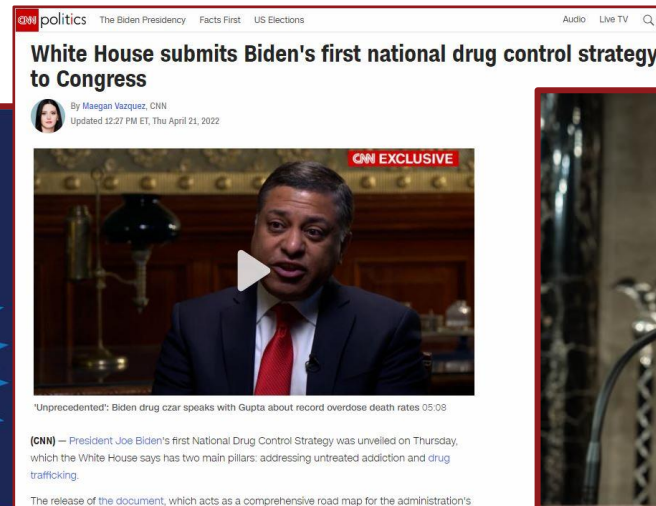 CNN politics The Biden Presidency Facts First US Elections Audio Live TV
White House submits Biden's first national drug control strategy
to Congress
By Maegan Vazquez, CNN
Updated 12:27 PM ET, Thu April 21, 2022
CNN EXCLUSIVE
'Unprecedented': Biden drug czar speaks with Gupta about record overdose death rates 05:08
(CNN) — President Joe Biden's first National Drug Control Strategy was unveiled on Thursday,
which the White House says has two main pillars: addressing untreated addiction and drug
trafficking.
The release of the document, which acts as a comprehensive road map for the administration's